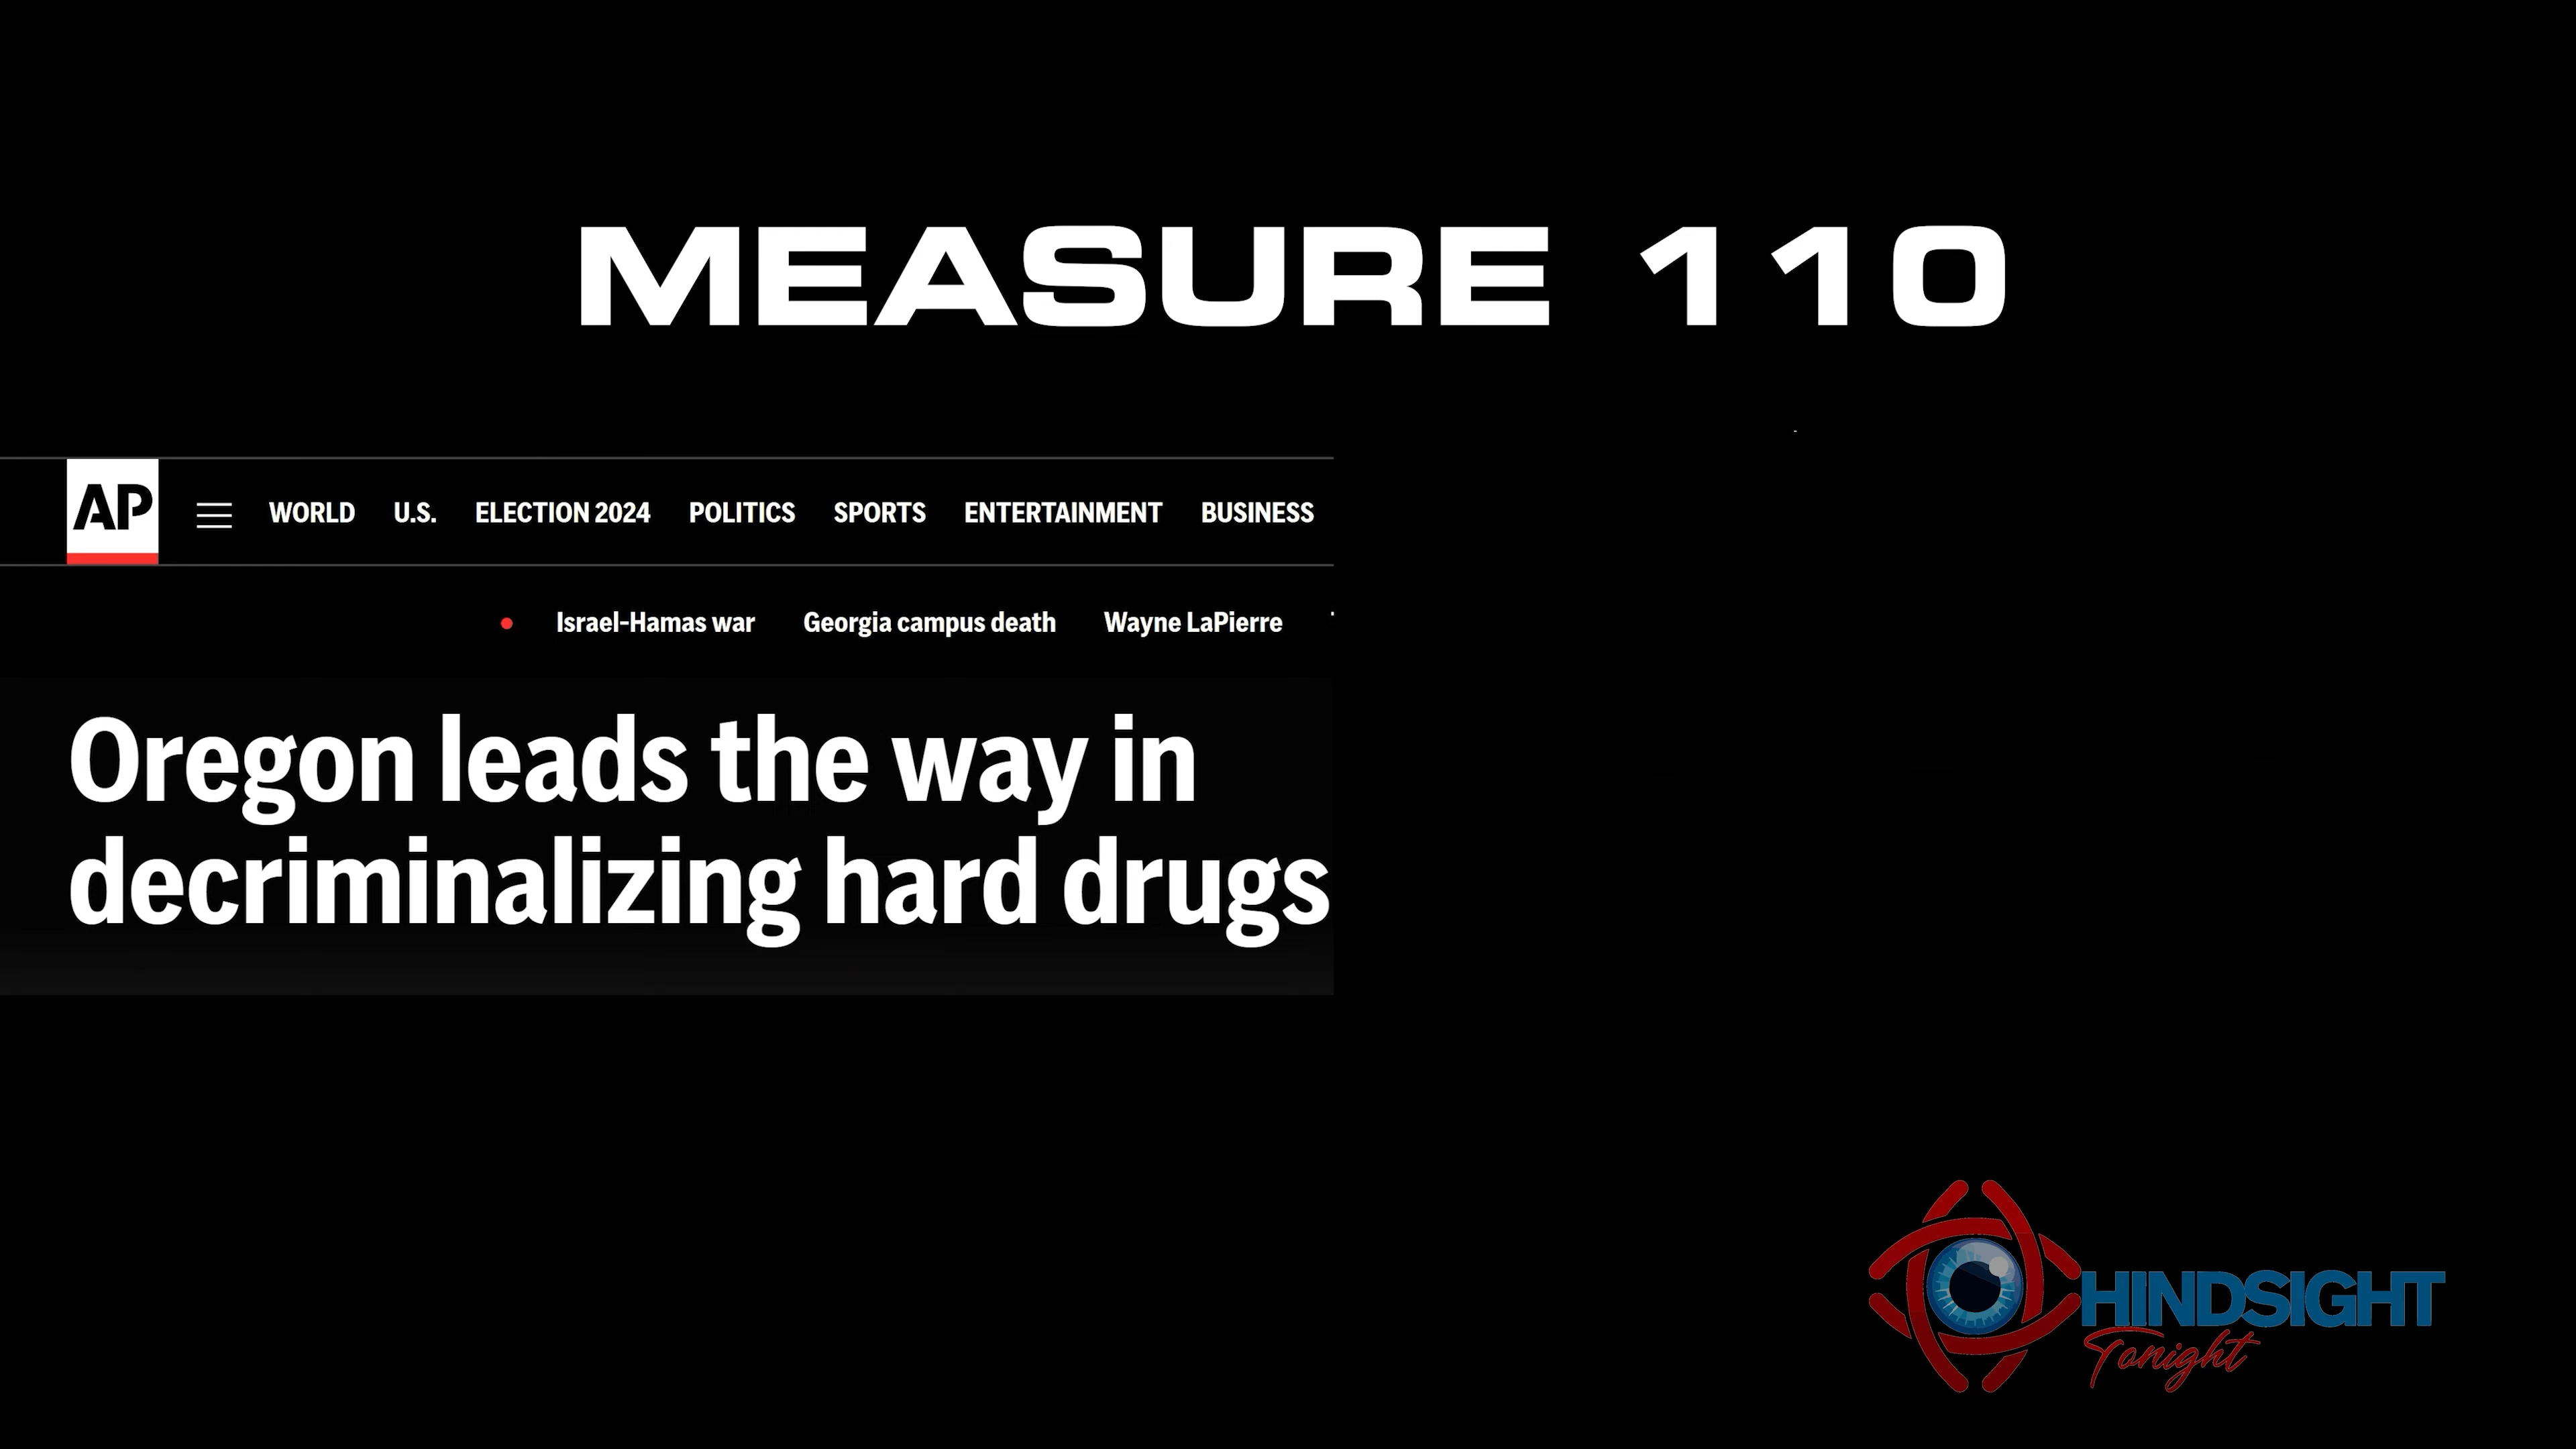 MEASURE 110
AP
WORLD U.S. ELECTION 2024 POLITICS SPORTS ENTERTAINMENT BUSINESS
Israel-Hamas war Georgia campus death Wayne LaPierre
Oregon leads the way in
decriminalizing hard drugs
HINDSIGHT
Tonight